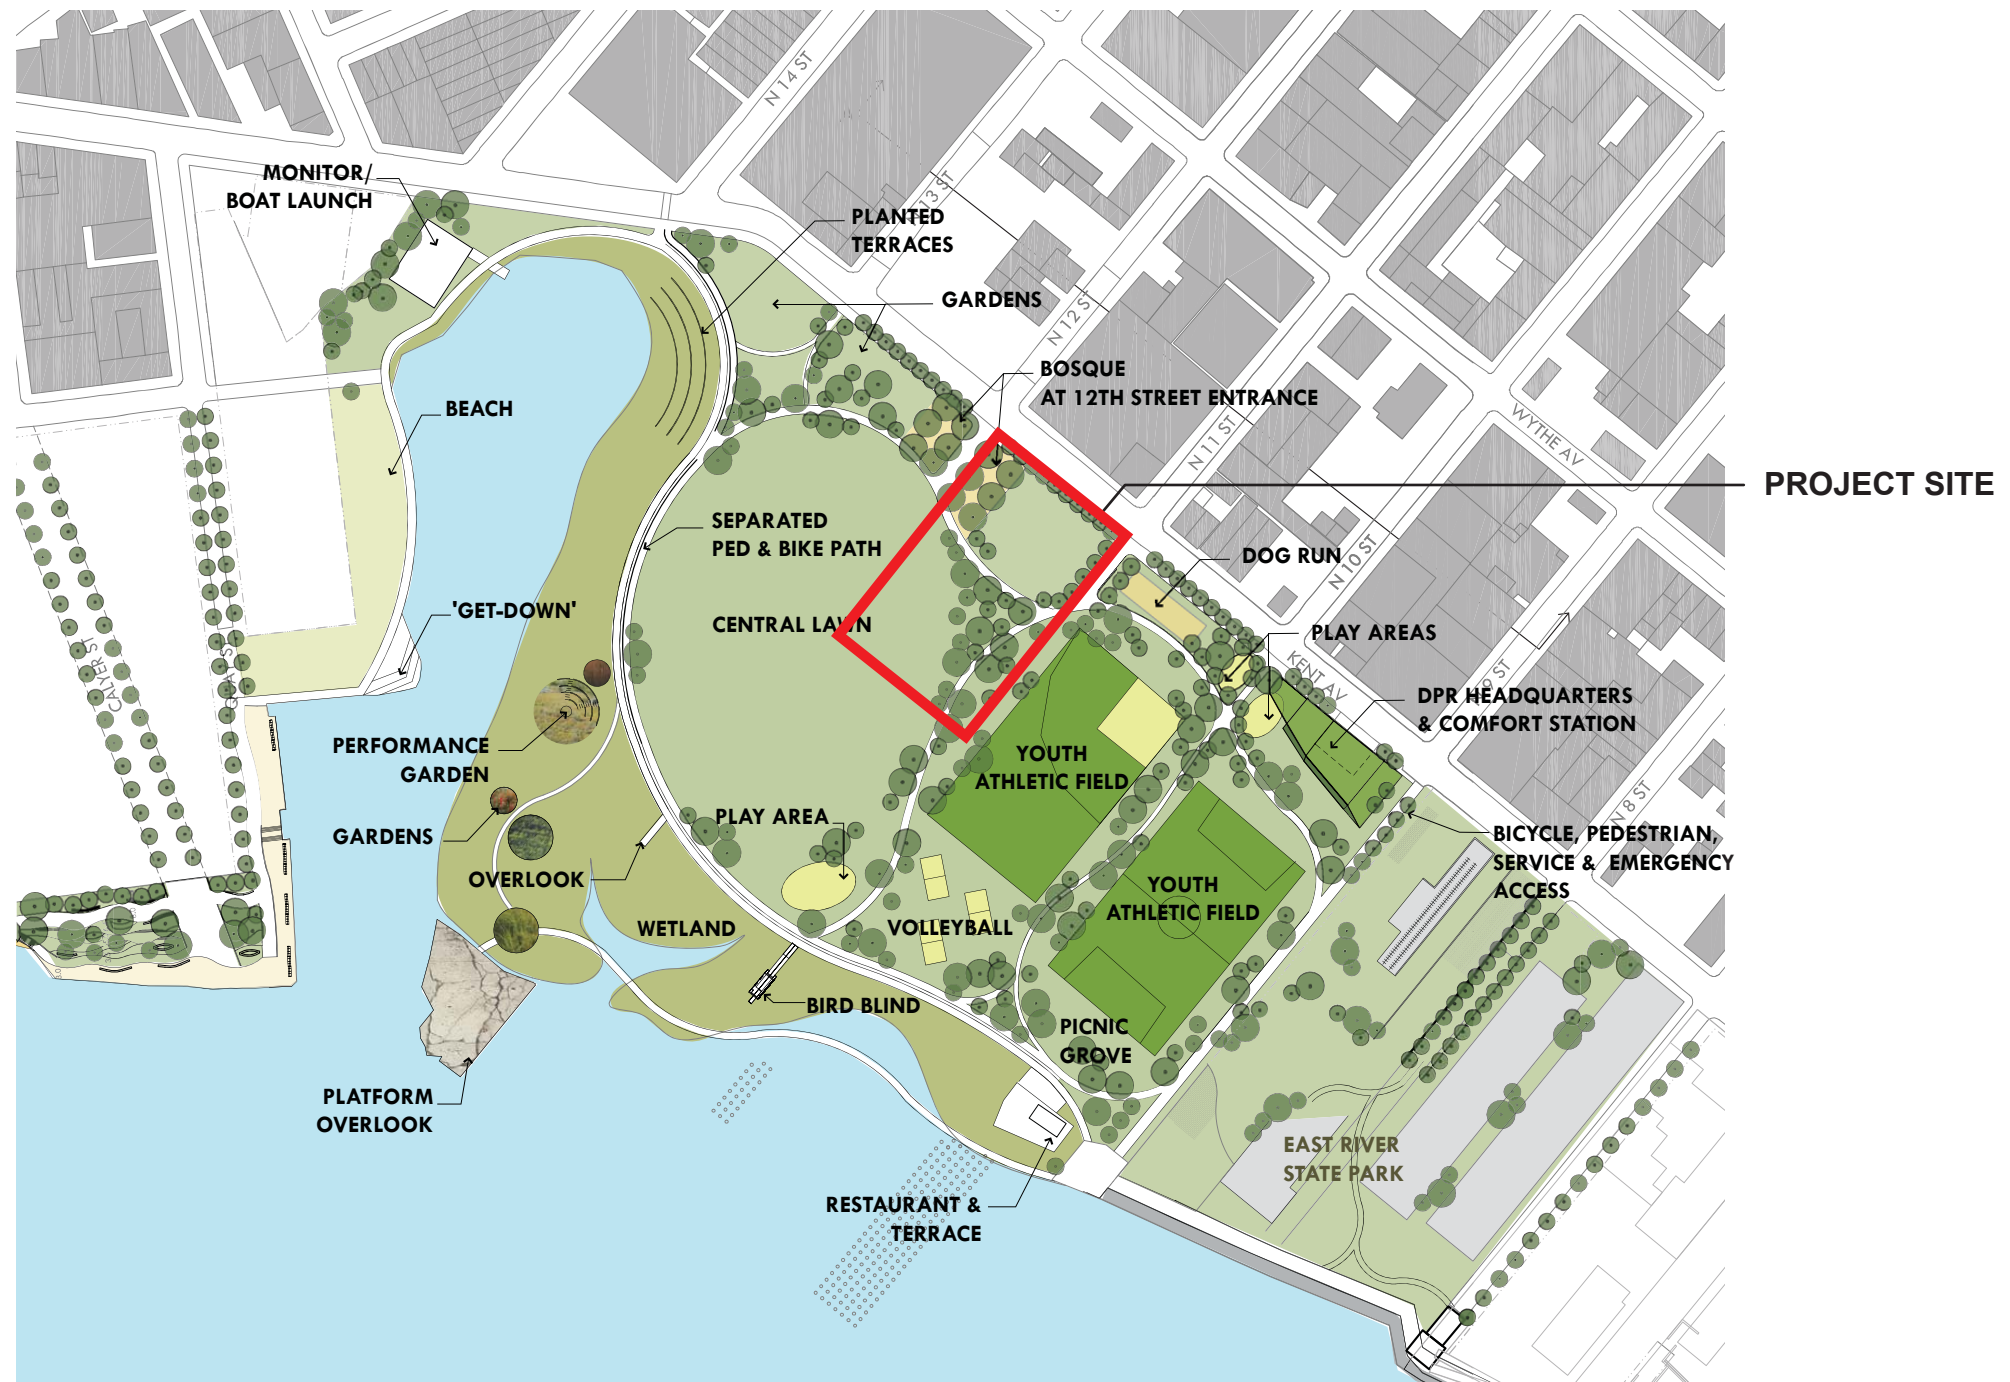 N 14 ST
MONITOR/
BOAT LAUNCH
13 ST
PLANTED
TERRACES
GARDENS
N 12 ST
BOSQUE
AT 12TH STREET ENTRANCE
BEACH
N 11 ST
WYTHE AV
PROJECT SITE
SEPARATED
PED & BIKE PATH
DOG RUN
N 10 ST
'GET-DOWN'
CENTRAL LAWN
PLAY AREAS
CALYER ST
KENT AV
9 ST
DPR HEADQUARTERS
& COMFORT STATION
PERFORMANCE
GARDEN
YOUTH
ATHLETIC FIELD
N 8 ST
GARDENS
PLAY AREA
BICYCLE, PEDESTRIAN,
SERVICE & EMERGENCY
ACCESS
OVERLOOK
YOUTH
ATHLETIC FIELD
WETLAND
VOLLEYBALL
BIRD BLIND
PICNIC
GROVE
PLATFORM
OVERLOOK
EAST RIVER
STATE PARK
RESTAURANT &
TERRACE